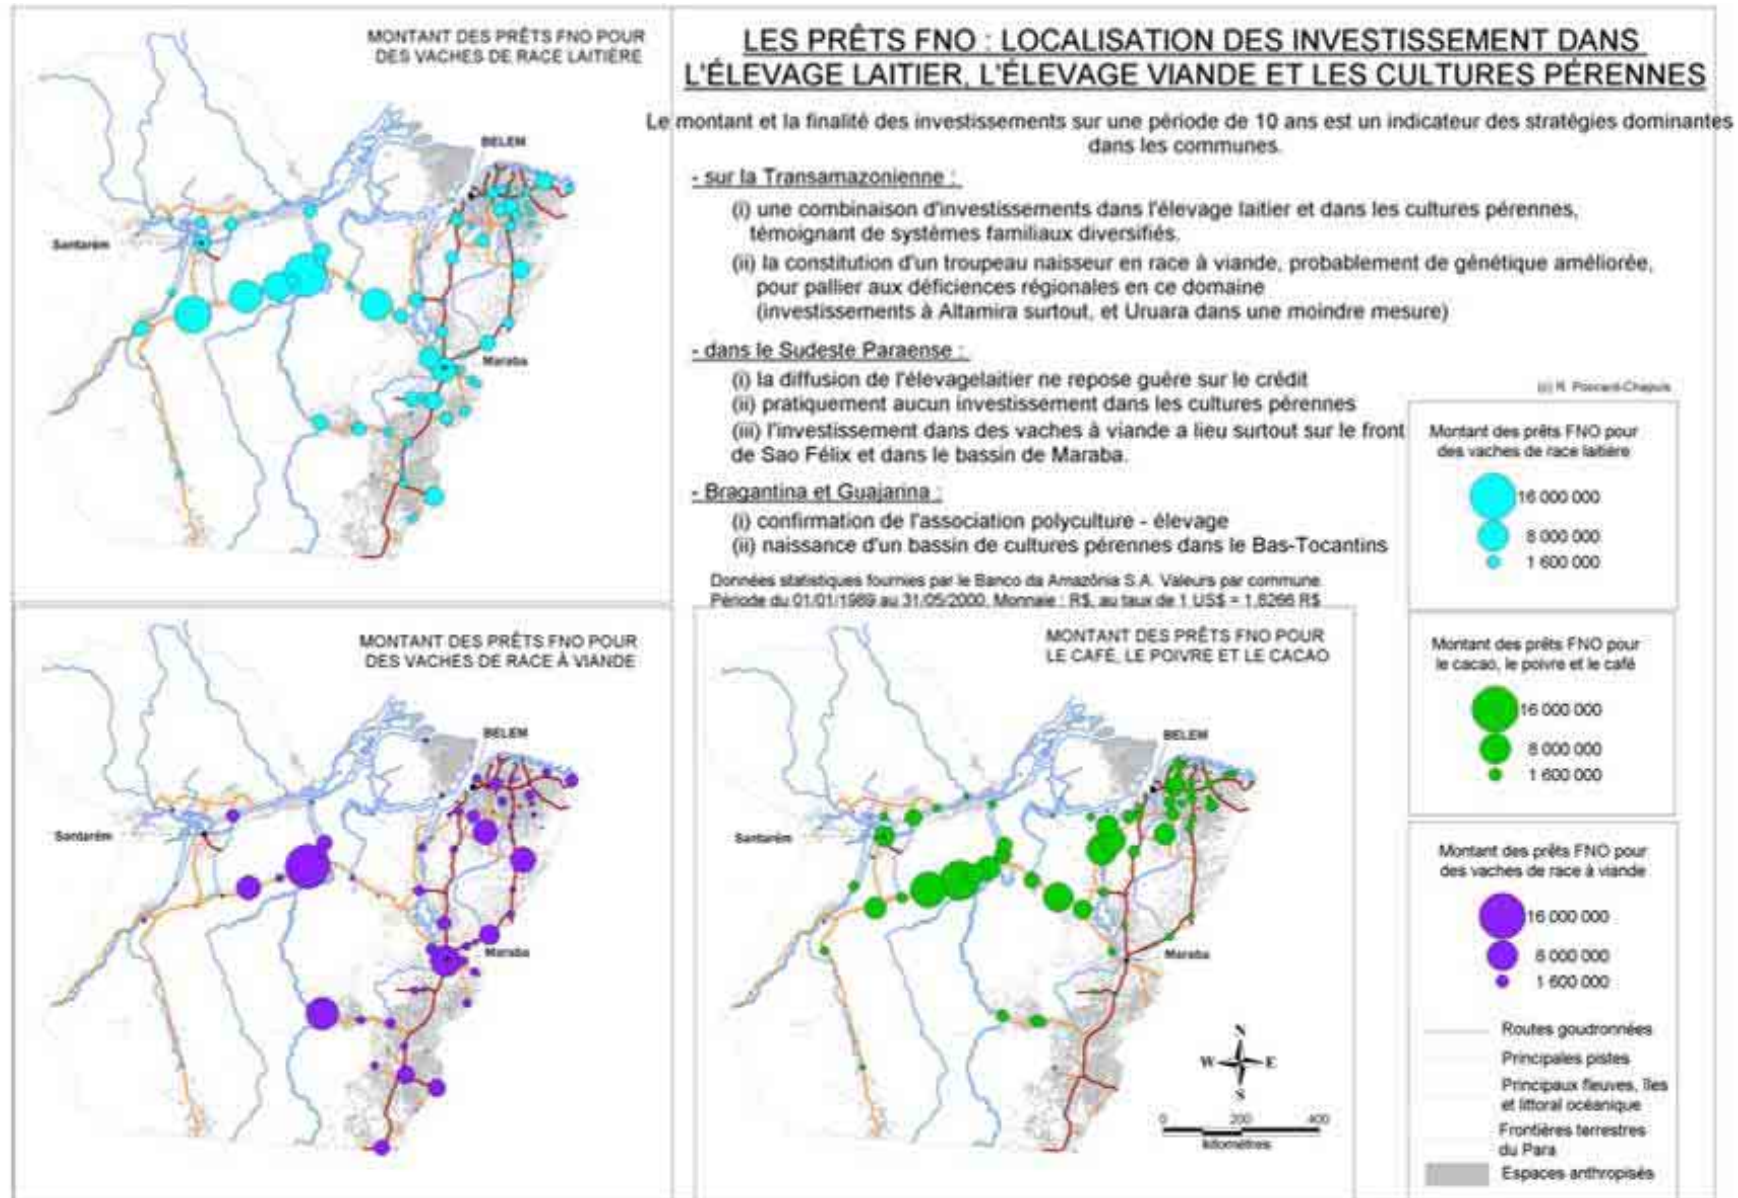 MONTANT DES PRÊTS FNO POUR
DES VACHES DE RACE LAITIÈRE
BELEM
Santarém
Maraba
LES PRÊTS FNO : LOCALISATION DES INVESTISSEMENT DANS
L'ÉLEVAGE LAITIER, L'ÉLEVAGE VIANDE ET LES CULTURES PÉRENNES
Le montant et la finalité des investissements sur une période de 10 ans est un indicateur des stratégies dominantes
dans les communes.
- sur la Transamazonienne :
(i) une combinaison d'investissements dans l'élevage laitier et dans les cultures pérennes,
témoignant de systèmes familiaux diversifiés.
(ii) la constitution d'un troupeau naisseur en race à viande, probablement de génétique améliorée,
pour pallier aux déficiences régionales en ce domaine
(investissements à Altamira surtout, et Uruara dans une moindre mesure)
- dans le Sudeste Paraense :
(i) la diffusion de l'élevagelaitier ne repose guère sur le crédit
(ii) pratiquement aucun investissement dans les cultures pérennes
(iii) l'investissement dans des vaches à viande a lieu surtout sur le front
de Sao Félix et dans le bassin de Maraba.
- Bragantina et Guajarina :
(i) confirmation de l'association polyculture - élevage
(ii) naissance d'un bassin de cultures pérennes dans le Bas-Tocantins
Données statistiques fournies par le Banco da Amazônia S.A. Valeurs par commune.
Période du 01/01/1989 au 31/05/2000. Monnaie : R$, au taux de 1 US$ = 1,8266 R$
(c) R. Poccard-Chapuis
Montant des prêts FNO pour
des vaches de race laitière
16 000 000
8 000 000
1 600 000
Montant des prêts FNO pour
le cacao, le poivre et le café
16 000 000
8 000 000
1 600 000
Montant des prêts FNO pour
des vaches de race à viande
16 000 000
8 000 000
1 600 000
Routes goudronnées
Principales pistes
Principaux fleuves, îles
et littoral océanique
Frontières terrestres
du Para
Espaces anthropisés
MONTANT DES PRÊTS FNO POUR
DES VACHES DE RACE À VIANDE
BELEM
Santarém
Maraba
MONTANT DES PRÊTS FNO POUR
LE CAFÉ, LE POIVRE ET LE CACAO
BELEM
Santarém
Maraba
N
W E
S
0 200 400
kilomètres